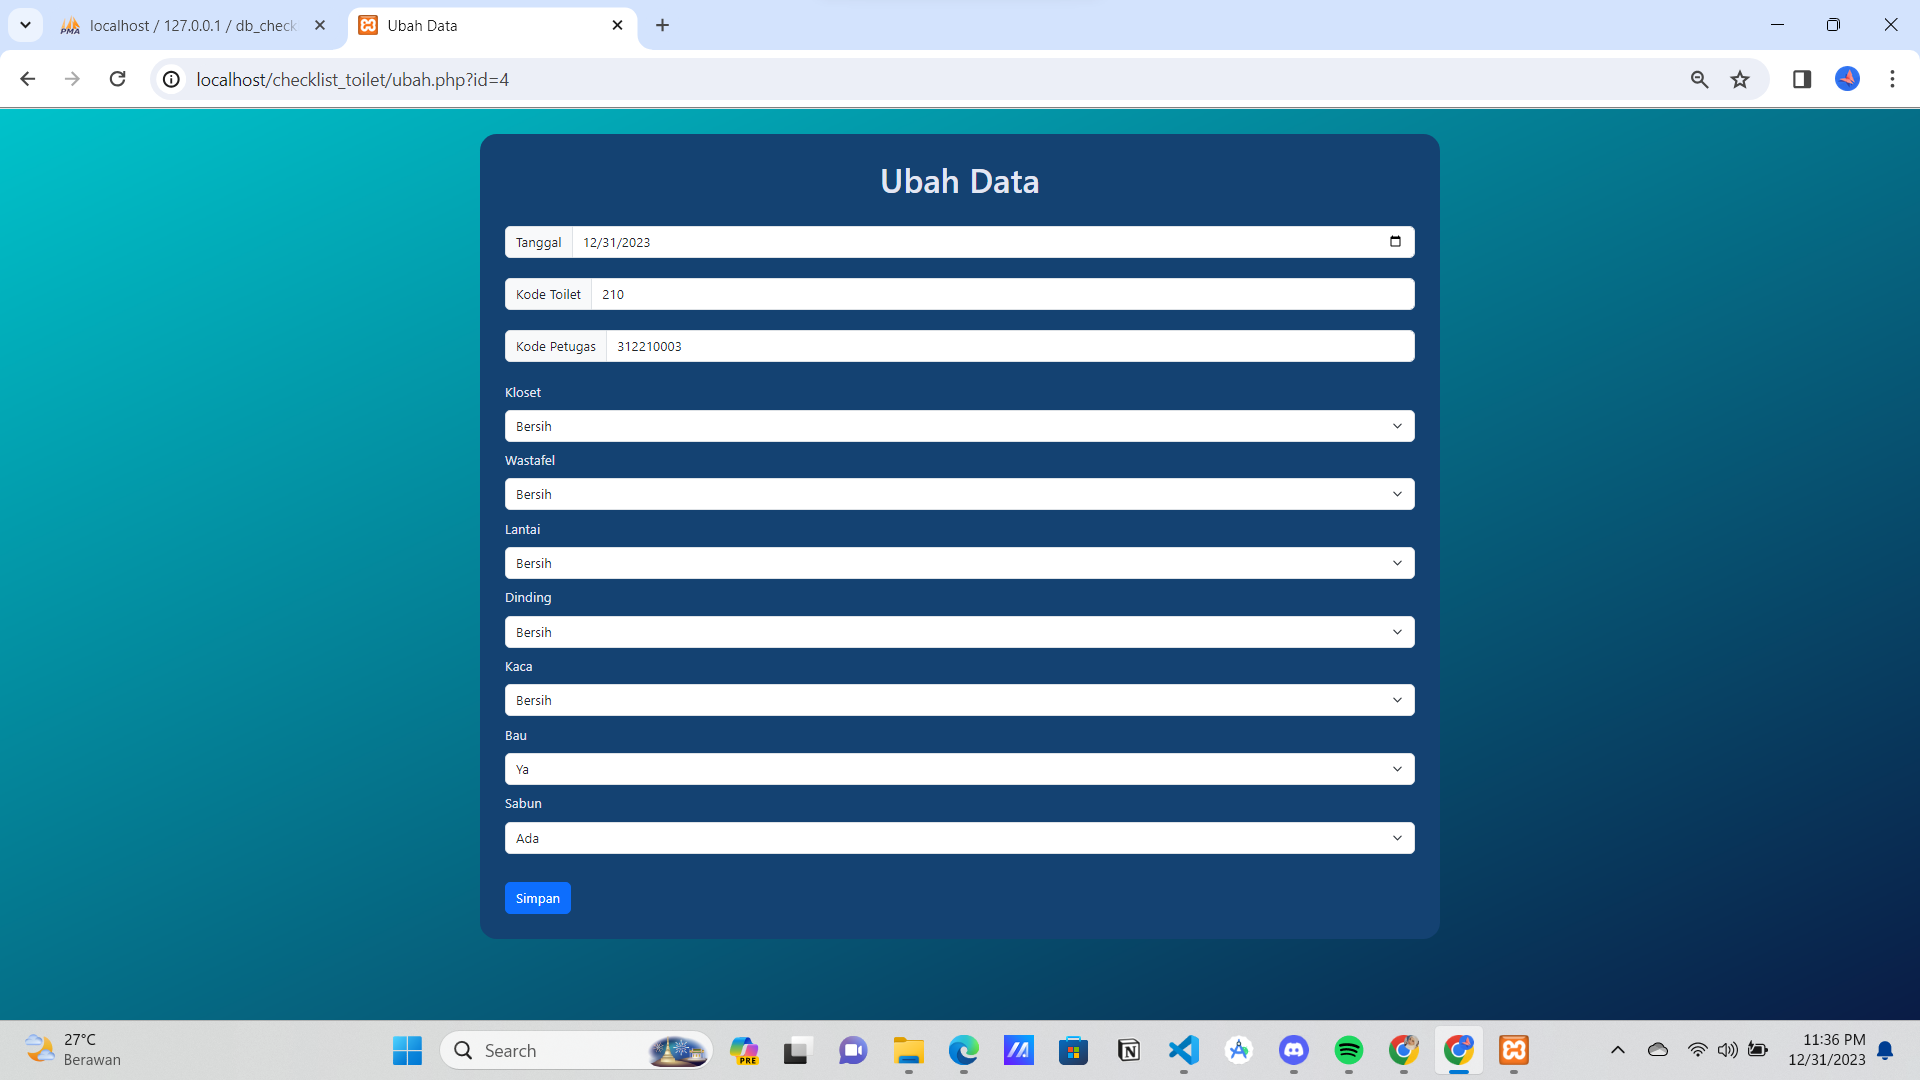 localhost / 127.0.0.1 / db_check
Ubah Data
localhost/checklist_toilet/ubah.php?id=4
Ubah Data
Tanggal 12/31/2023
Kode Toilet 210
Kode Petugas 312210003
Kloset
Bersih
Wastafel
Bersih
Lantai
Bersih
Dinding
Bersih
Kaca
Bersih
Bau
Ya
Sabun
Ada
Simpan
27°C
Berawan
Search
PRE
11:36 PM
12/31/2023